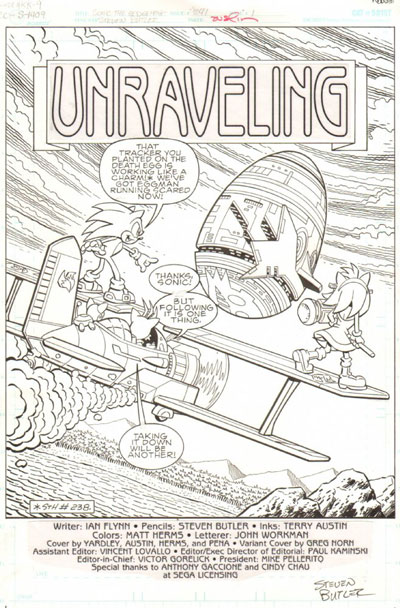 UNRAVELING
THAT
TRACKER YOU
PLANTED ON THE
DEATH EGG IS
WORKING LIKE A
CHARM!* WE'VE
GOT EGGMAN
RUNNING SCARED
NOW!
THANKS,
SONIC!
BUT
FOLLOWING
IT IS ONE
THING.
TAKING
IT DOWN
WILL BE
ANOTHER!
* STH # 238.
Writer: IAN FLYNN • Pencils: STEVEN BUTLER • Inks: TERRY AUSTIN
Colors: MATT HERMS • Letterer: JOHN WORKMAN
Cover by YARDLEY, AUSTIN, HERMS, and PENA • Variant Cover by GREG HORN
Assistant Editor: VINCENT LOVALLO • Editor/Exec Director of Editorial: PAUL KAMINSKI
Editor-in-Chief: VICTOR GORELICK • President: MIKE PELLERITO
Special thanks to ANTHONY GACCIONE and CINDY CHAU
at SEGA LICENSING
STEVEN
BUTLER